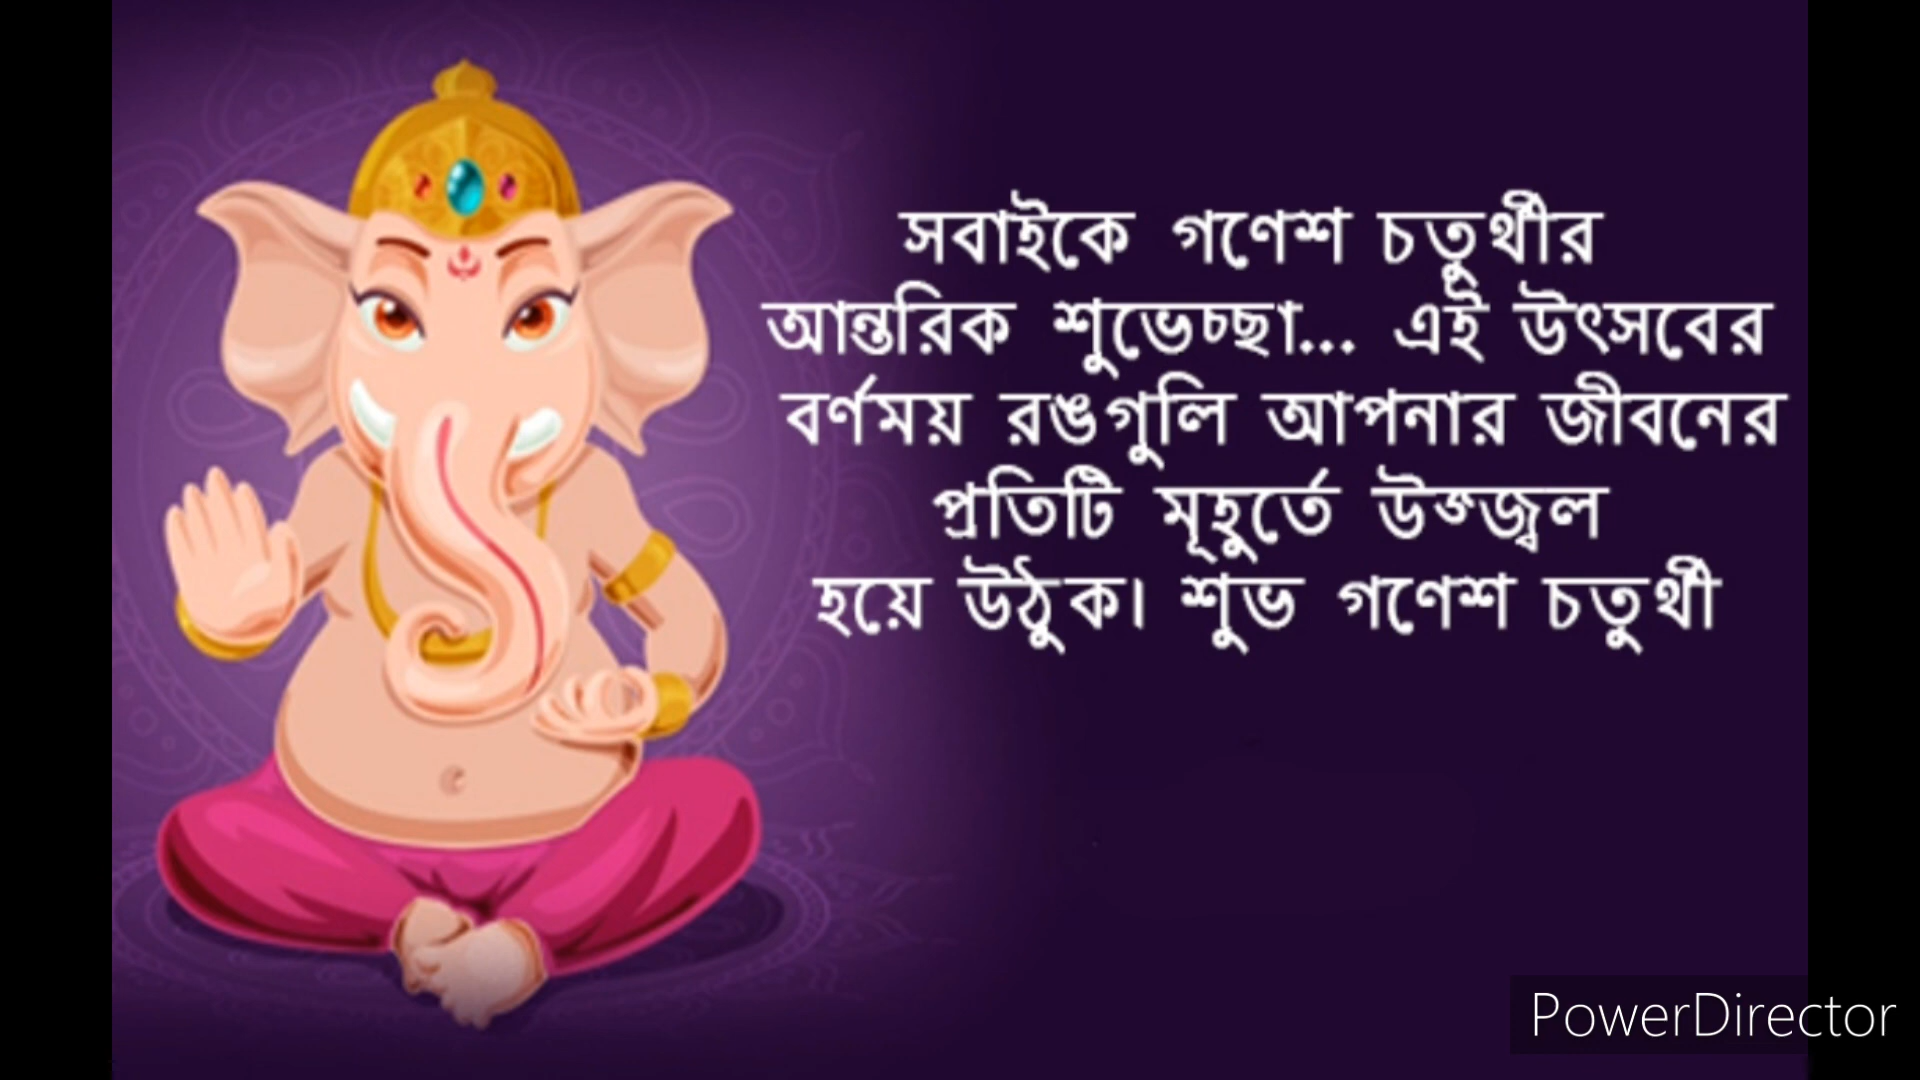 সবাইকে গণেশ চতুর্থীর
আন্তরিক শুভেচ্ছা... এই উৎসবের
বর্ণময় রঙগুলি আপনার জীবনের
প্রতিটি মূহুর্তে উজ্জ্বল
হয়ে উঠুক। শুভ গণেশ চতুর্থী
PowerDirector